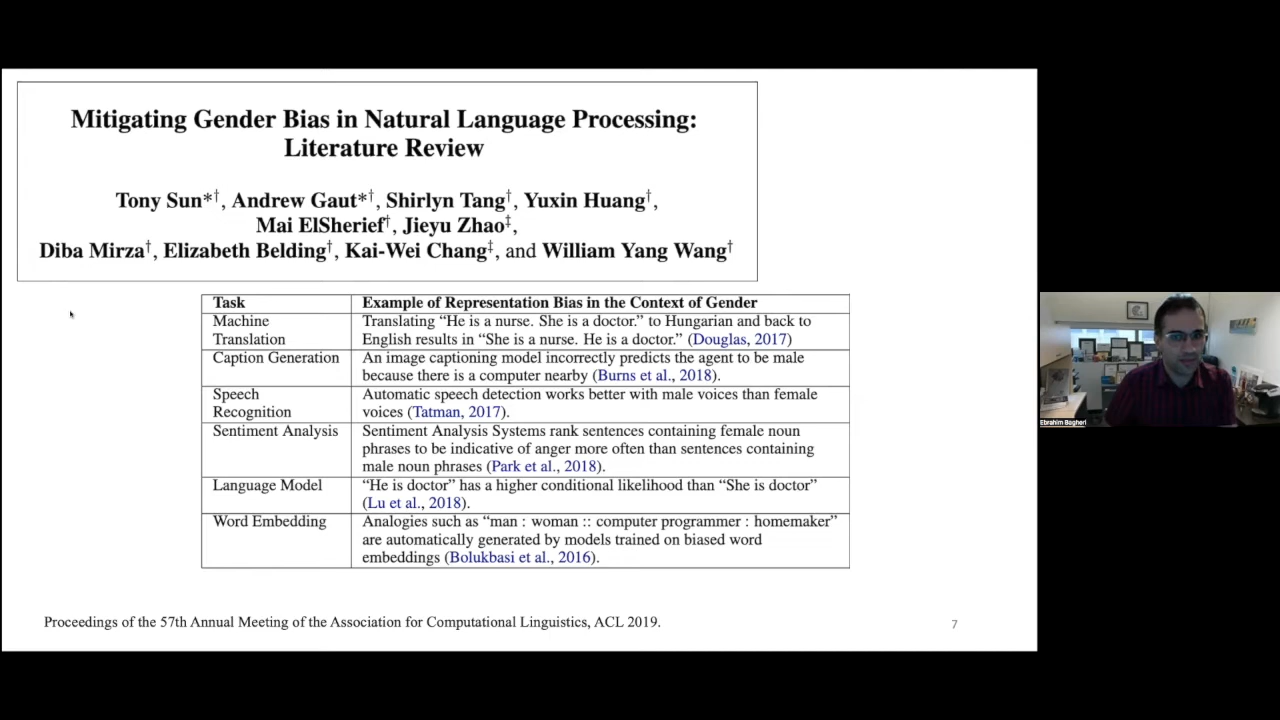 Mitigating Gender Bias in Natural Language Processing:
Literature Review
Tony Sun*†, Andrew Gaut*†, Shirlyn Tang†, Yuxin Huang†,
Mai ElSherief†, Jieyu Zhao‡,
Diba Mirza†, Elizabeth Belding†, Kai-Wei Chang‡, and William Yang Wang†
Task
Example of Representation Bias in the Context of Gender
Machine
Translation
Translating “He is a nurse. She is a doctor.” to Hungarian and back to
English results in “She is a nurse. He is a doctor.” (Douglas, 2017)
Caption Generation
An image captioning model incorrectly predicts the agent to be male
because there is a computer nearby (Burns et al., 2018).
Speech
Recognition
Automatic speech detection works better with male voices than female
voices (Tatman, 2017).
Sentiment Analysis
Sentiment Analysis Systems rank sentences containing female noun
phrases to be indicative of anger more often than sentences containing
male noun phrases (Park et al., 2018).
Language Model
“He is doctor” has a higher conditional likelihood than “She is doctor”
(Lu et al., 2018).
Word Embedding
Analogies such as “man : woman :: computer programmer : homemaker”
are automatically generated by models trained on biased word
embeddings (Bolukbasi et al., 2016).
Proceedings of the 57th Annual Meeting of the Association for Computational Linguistics, ACL 2019.
7
Ebrahim Bagheri